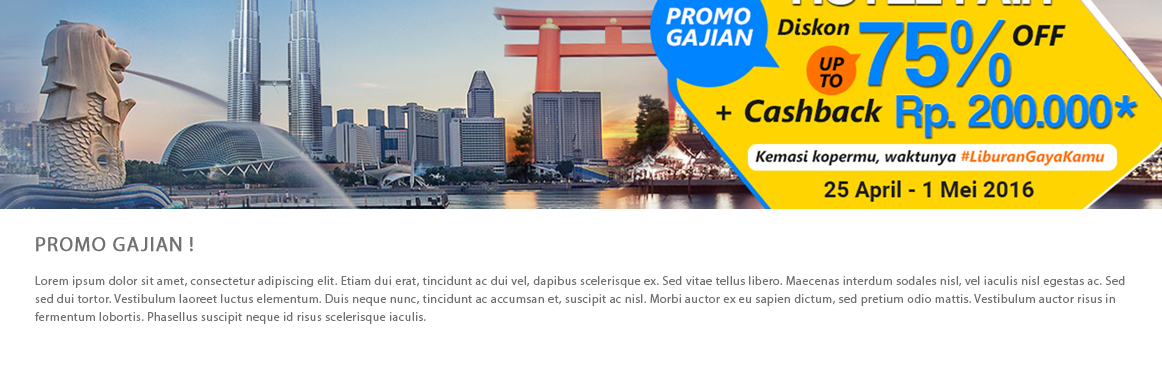 HOTEL FAIR
PROMO
GAJIAN
Diskon
UP
TO
75%
OFF
+ Cashback Rp. 200.000*
Kemasi kopermu, waktunya #LiburanGayaKamu
25 April - 1 Mei 2016
PROMO GAJIAN !
Lorem ipsum dolor sit amet, consectetur adipiscing elit. Etiam dui erat, tincidunt ac dui vel, dapibus scelerisque ex. Sed vitae tellus libero. Maecenas interdum sodales nisl, vel iaculis nisl egestas ac. Sed
sed dui tortor. Vestibulum laoreet luctus elementum. Duis neque nunc, tincidunt ac accumsan et, suscipit ac nisl. Morbi auctor ex eu sapien dictum, sed pretium odio mattis. Vestibulum auctor risus in
fermentum lobortis. Phasellus suscipit neque id risus scelerisque iaculis.